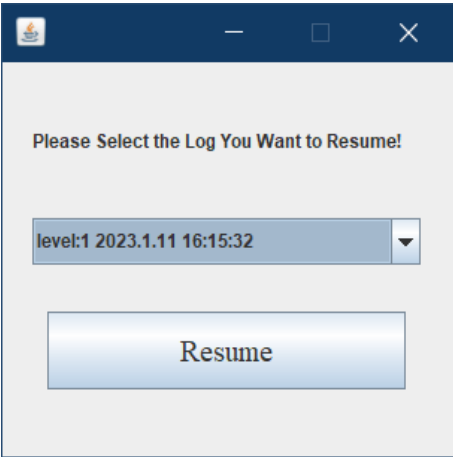 Please Select the Log You Want to Resume!
level:1 2023.1.11 16:15:32
Resume